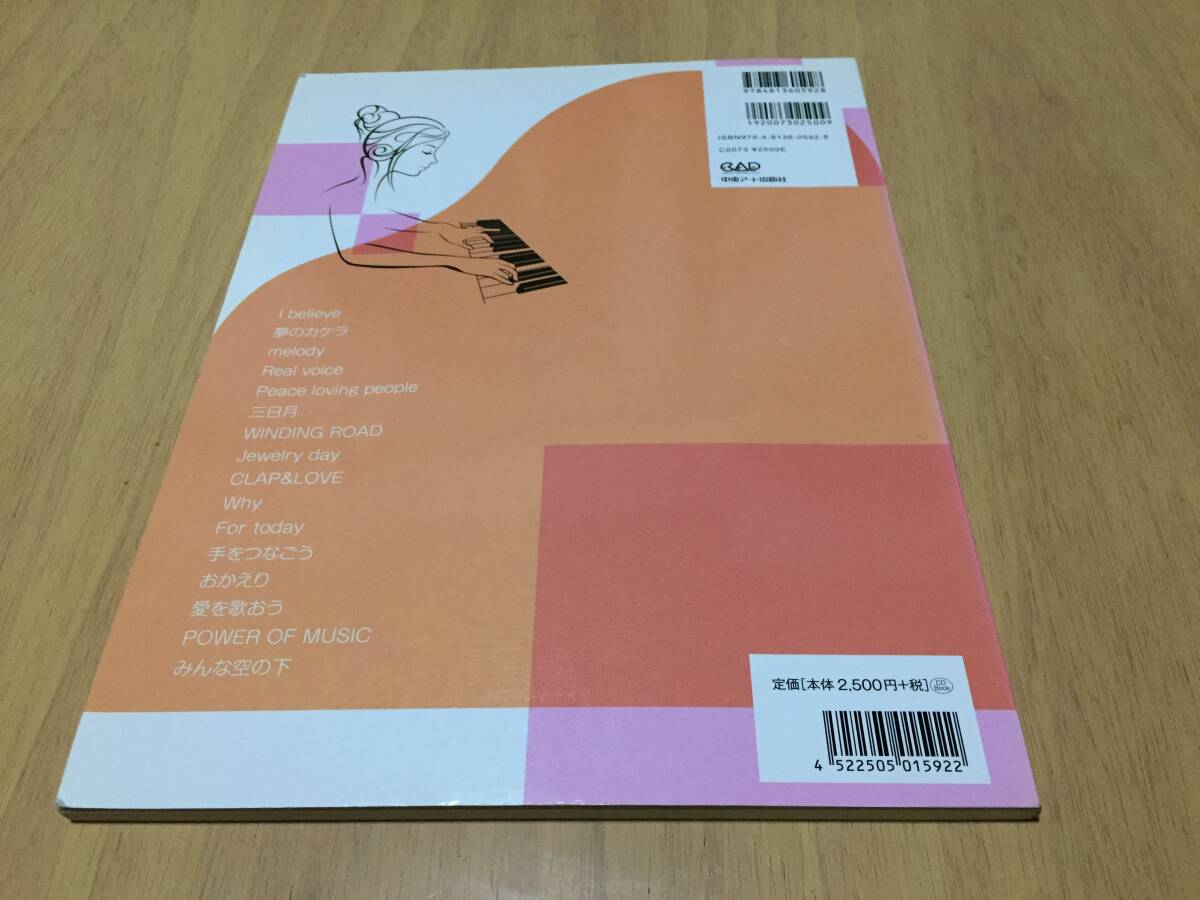 9784813605928
1920073025009
ISBN978-4-8136-0592-8
C0073 ¥2500E
CAD
中央アート出版社
I believe
夢のカケラ
melody
Real voice
Peace loving people
三日月
WINDING ROAD
Jewelry day
CLAP&LOVE
Why
For today
手をつなごう
おかえり
愛を歌おう
POWER OF MUSIC
みんな空の下
定価[本体2,500円+税] CD Book
4 522505 015922